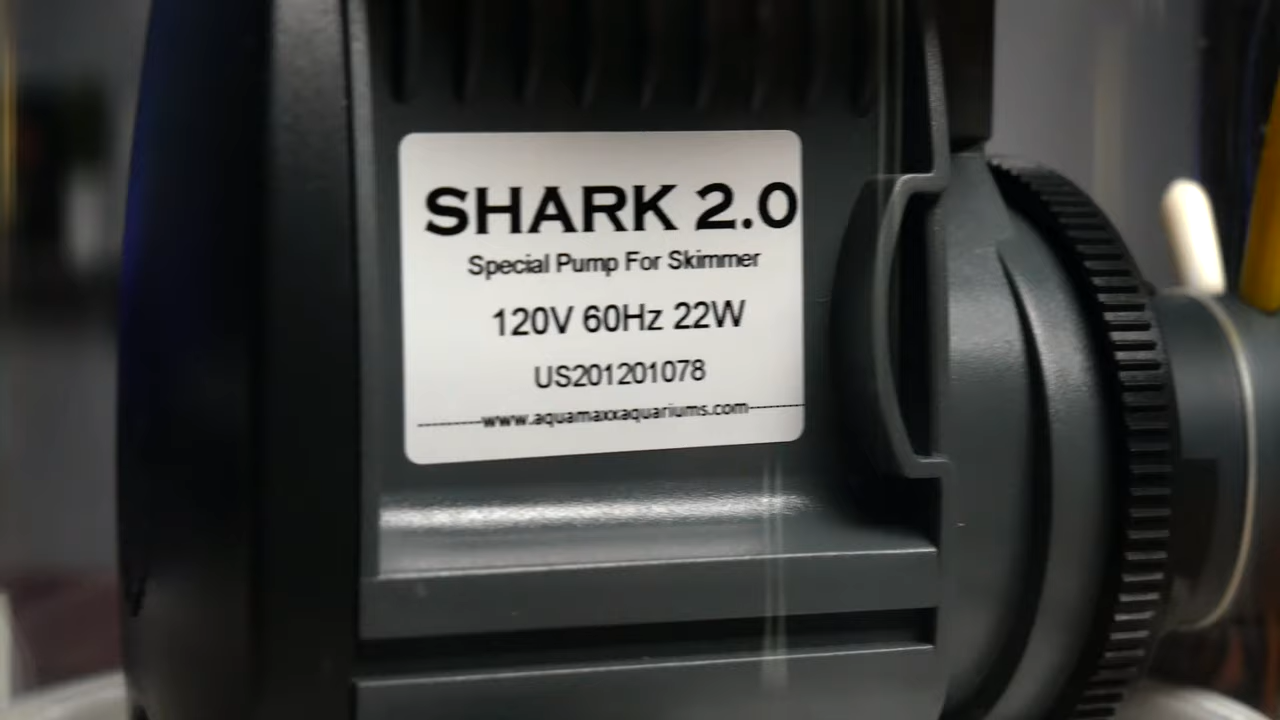 SHARK 2.0
Special Pump For Skimmer
120V 60Hz 22W
US201201078
----------www.aquamaxxaquariums.com----------